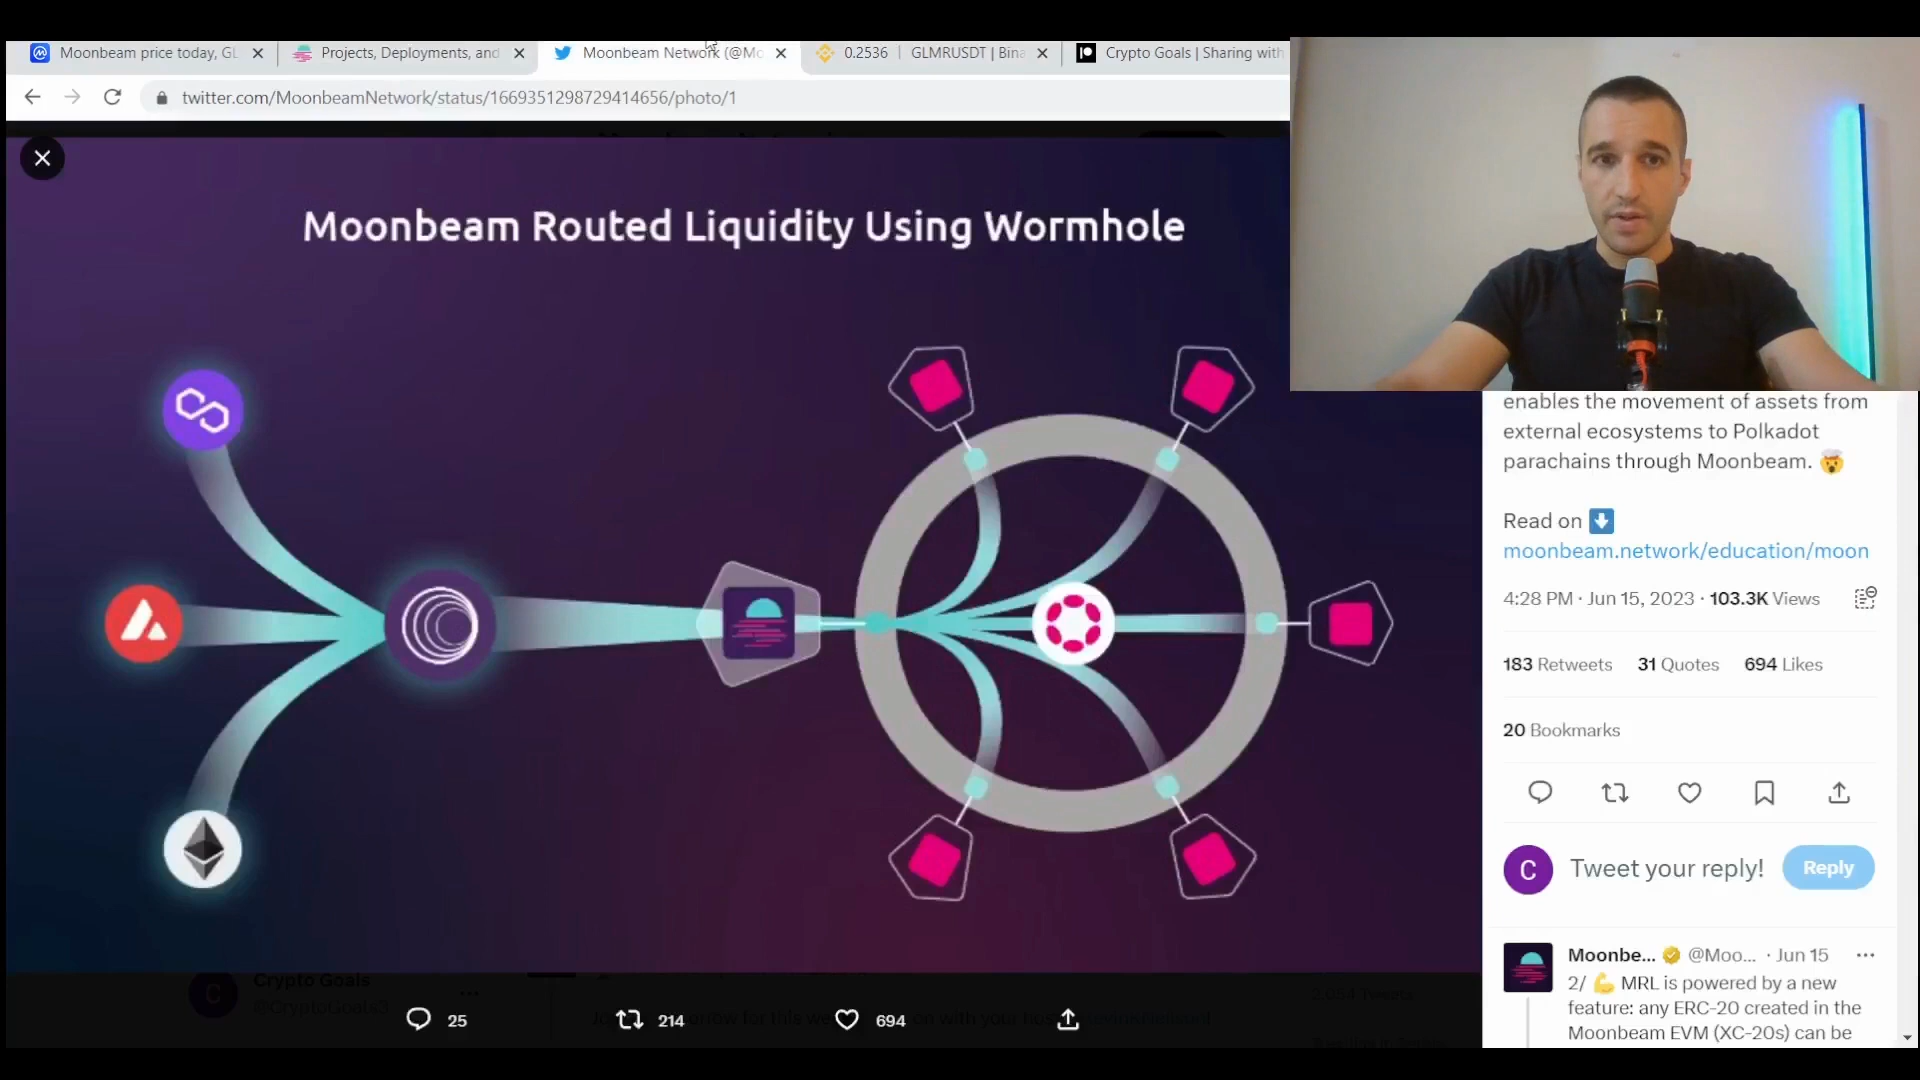 Moonbeam price today, GL
Projects, Deployments, and
Moonbeam Network (@Mo
0.2536 | GLMRUSDT | Bina
Crypto Goals | Sharing with
twitter.com/MoonbeamNetwork/status/1669351298729414656/photo/1
Moonbeam Routed Liquidity Using Wormhole
enables the movement of assets from
external ecosystems to Polkadot
parachains through Moonbeam. 🤯
Read on ⬇️
moonbeam.network/education/moon
4:28 PM · Jun 15, 2023 · 103.3K Views
183 Retweets 31 Quotes 694 Likes
20 Bookmarks
C
Tweet your reply!
Reply
Moonbe... @Moo... · Jun 15
2/ 💪 MRL is powered by a new
feature: any ERC-20 created in the
Moonbeam EVM (XC-20s) can be
C
Crypto Goals
@CryptoGoals3
25
214
694